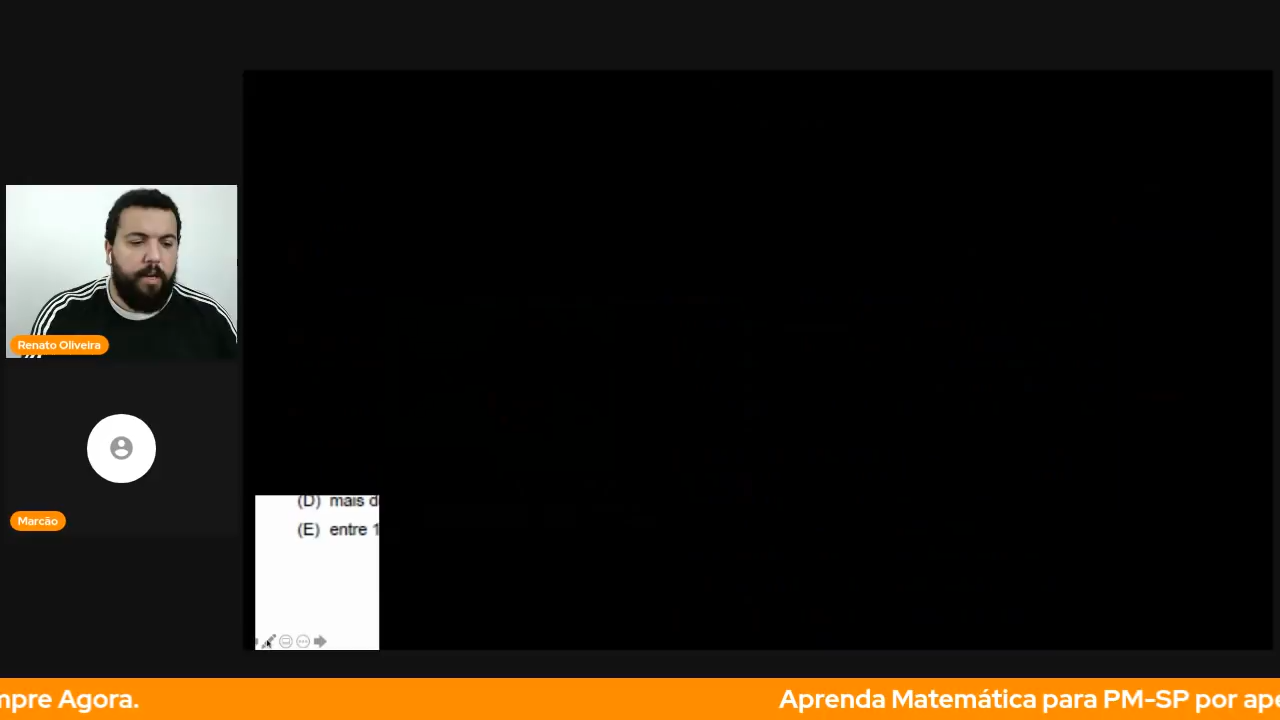 Renato Oliveira
Marcão
(D) mais d
(E) entre 1
mpre Agora.
Aprenda Matemática para PM-SP por ape